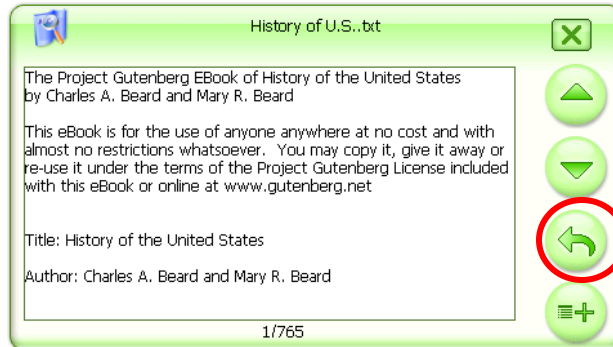 History of U.S..txt
The Project Gutenberg EBook of History of the United States
by Charles A. Beard and Mary R. Beard
This eBook is for the use of anyone anywhere at no cost and with
almost no restrictions whatsoever.  You may copy it, give it away or
re-use it under the terms of the Project Gutenberg License included
with this eBook or online at www.gutenberg.net
Title: History of the United States
Author: Charles A. Beard and Mary R. Beard
1/765